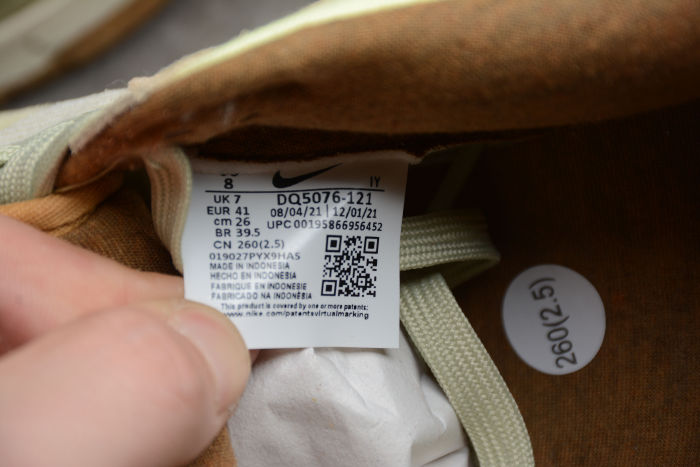 8
UK 7
EUR 41
cm 26
BR 39.5
CN 260(2.5)
IY
DQ5076-121
08/04/21 | 12/01/21
UPC 00195866956452
019027PYX9HA5
MADE IN INDONESIA
HECHO EN INDONESIA
FABRIQUE EN INDONESIE
FABRICADO NA INDONÉSIA
This product is covered by one or more patents;
www.nike.com/patentsvirtualmarking
260(2.5)